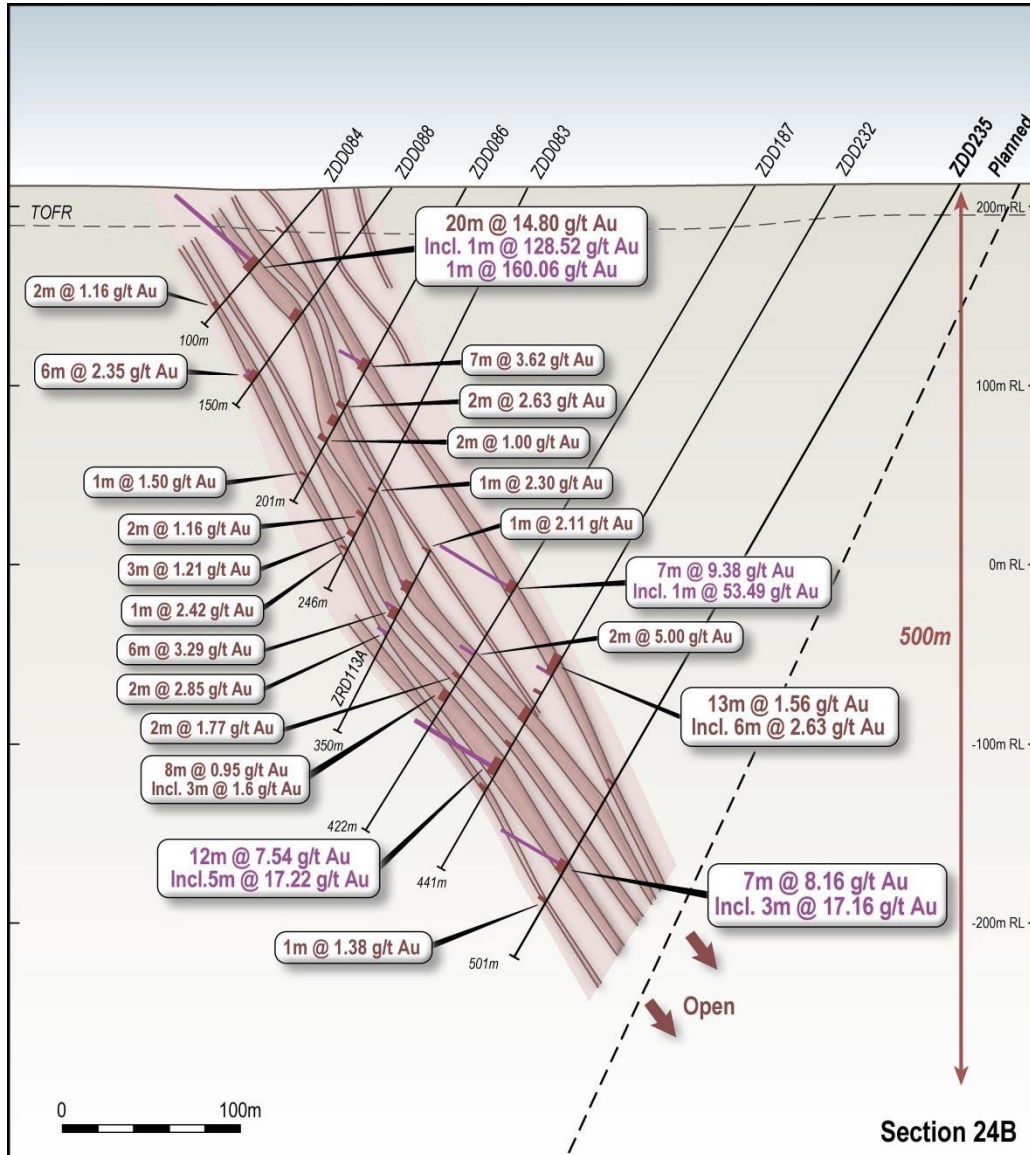 ZDD084
ZDD088
ZDD086
ZDD083
ZDD187
ZDD232
ZDD235
Planned
TOFR
200m RL
20m @ 14.80 g/t Au
Incl. 1m @ 128.52 g/t Au
1m @ 160.06 g/t Au
2m @ 1.16 g/t Au
100m
6m @ 2.35 g/t Au
7m @ 3.62 g/t Au
100m RL
150m
2m @ 2.63 g/t Au
2m @ 1.00 g/t Au
1m @ 1.50 g/t Au
1m @ 2.30 g/t Au
201m
2m @ 1.16 g/t Au
1m @ 2.11 g/t Au
3m @ 1.21 g/t Au
0m RL
7m @ 9.38 g/t Au
Incl. 1m @ 53.49 g/t Au
246m
1m @ 2.42 g/t Au
6m @ 3.29 g/t Au
2m @ 5.00 g/t Au
500m
2m @ 2.85 g/t Au
ZRD113A
13m @ 1.56 g/t Au
Incl. 6m @ 2.63 g/t Au
2m @ 1.77 g/t Au
350m
-100m RL
8m @ 0.95 g/t Au
Incl. 3m @ 1.6 g/t Au
422m
12m @ 7.54 g/t Au
Incl.5m @ 17.22 g/t Au
441m
7m @ 8.16 g/t Au
Incl. 3m @ 17.16 g/t Au
-200m RL
1m @ 1.38 g/t Au
501m
Open
0 100m
Section 24B